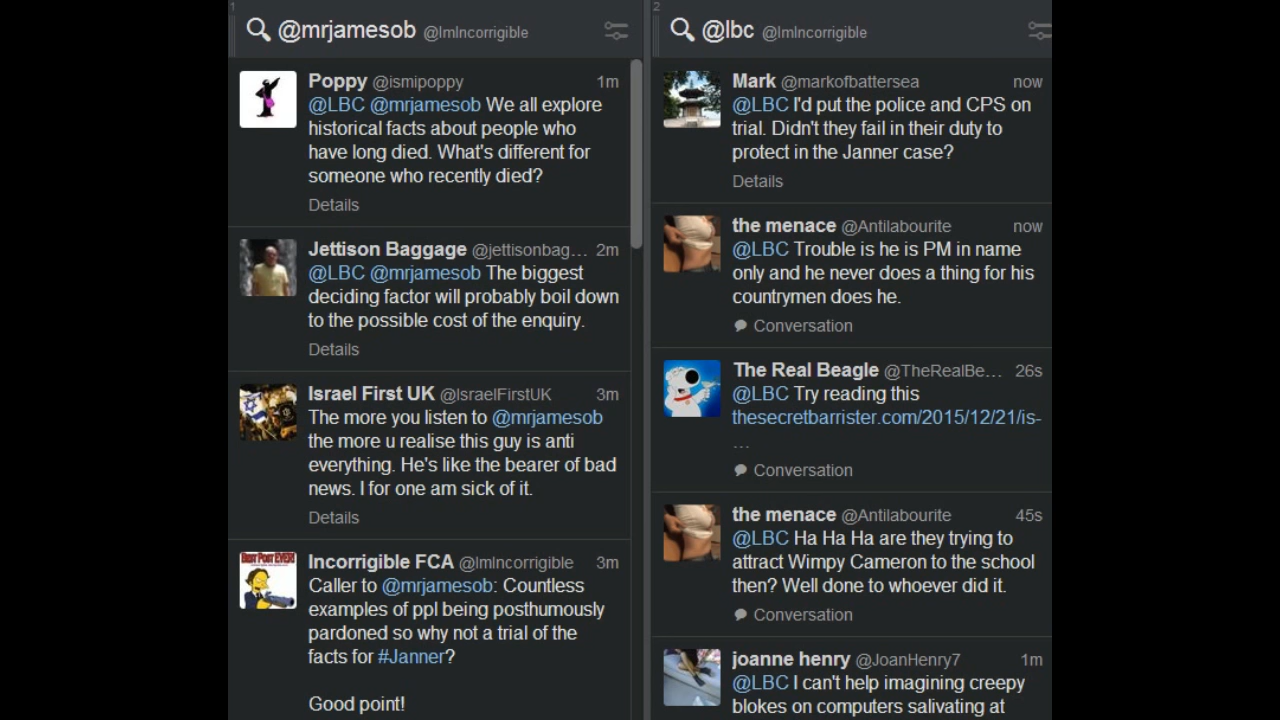 1
@mrjamesob @ImIncorrigible
Poppy @ismipoppy 1m
@LBC @mrjamesob We all explore
historical facts about people who
have long died. What's different for
someone who recently died?
Details
Jettison Baggage @jettisonbag... 2m
@LBC @mrjamesob The biggest
deciding factor will probably boil down
to the possible cost of the enquiry.
Details
Israel First UK @IsraelFirstUK 3m
The more you listen to @mrjamesob
the more u realise this guy is anti
everything. He's like the bearer of bad
news. I for one am sick of it.
Details
BEST POST EVER!
Incorrigible FCA @ImIncorrigible 3m
Caller to @mrjamesob: Countless
examples of ppl being posthumously
pardoned so why not a trial of the
facts for #Janner?
Good point!
2
@lbc @ImIncorrigible
Mark @markofbattersea now
@LBC I'd put the police and CPS on
trial. Didn't they fail in their duty to
protect in the Janner case?
Details
the menace @Antilabourite now
@LBC Trouble is he is PM in name
only and he never does a thing for his
countrymen does he.
Conversation
The Real Beagle @TheRealBe... 26s
@LBC Try reading this
thesecretbarrister.com/2015/12/21/is-
...
Conversation
the menace @Antilabourite 45s
@LBC Ha Ha Ha are they trying to
attract Wimpy Cameron to the school
then? Well done to whoever did it.
Conversation
joanne henry @JoanHenry7 1m
@LBC I can't help imagining creepy
blokes on computers salivating at